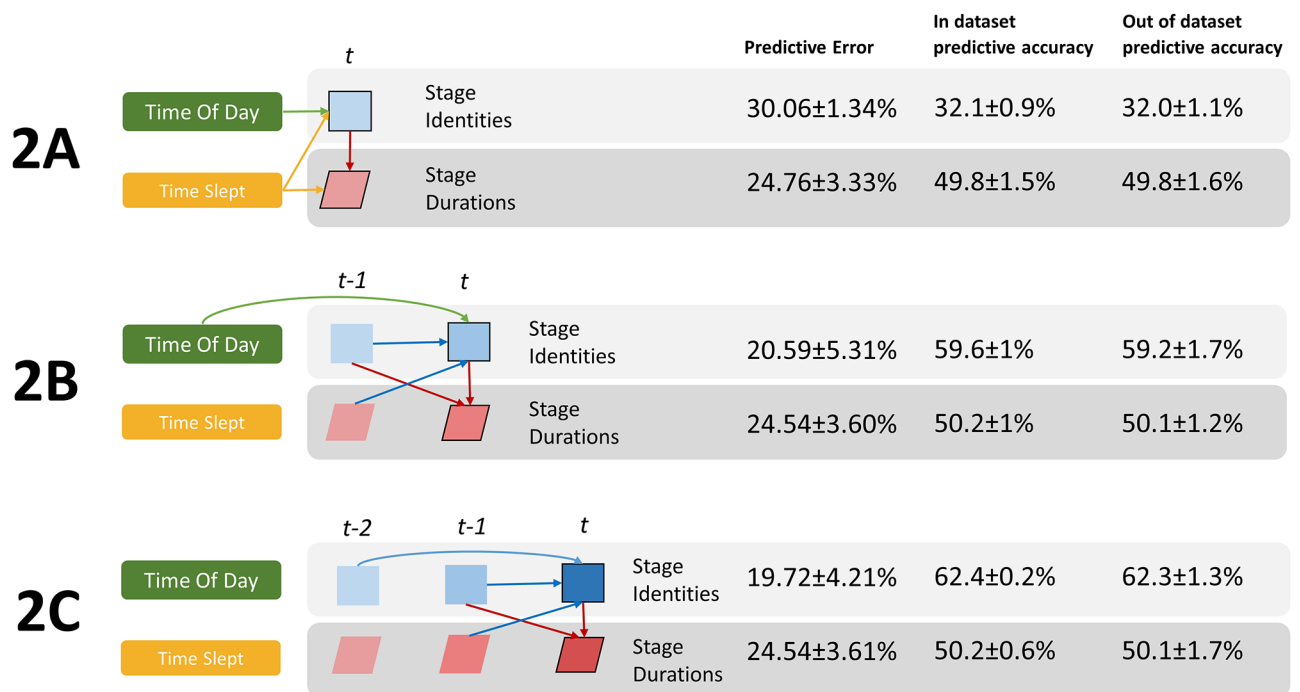 Predictive Error
In dataset
predictive accuracy
Out of dataset
predictive accuracy
t
2A
Time Of Day
Stage
Identities
30.06±1.34%
32.1±0.9%
32.0±1.1%
Time Slept
Stage
Durations
24.76±3.33%
49.8±1.5%
49.8±1.6%
t-1
t
2B
Time Of Day
Stage
Identities
20.59±5.31%
59.6±1%
59.2±1.7%
Time Slept
Stage
Durations
24.54±3.60%
50.2±1%
50.1±1.2%
t-2
t-1
t
2C
Time Of Day
Stage
Identities
19.72±4.21%
62.4±0.2%
62.3±1.3%
Time Slept
Stage
Durations
24.54±3.61%
50.2±0.6%
50.1±1.7%